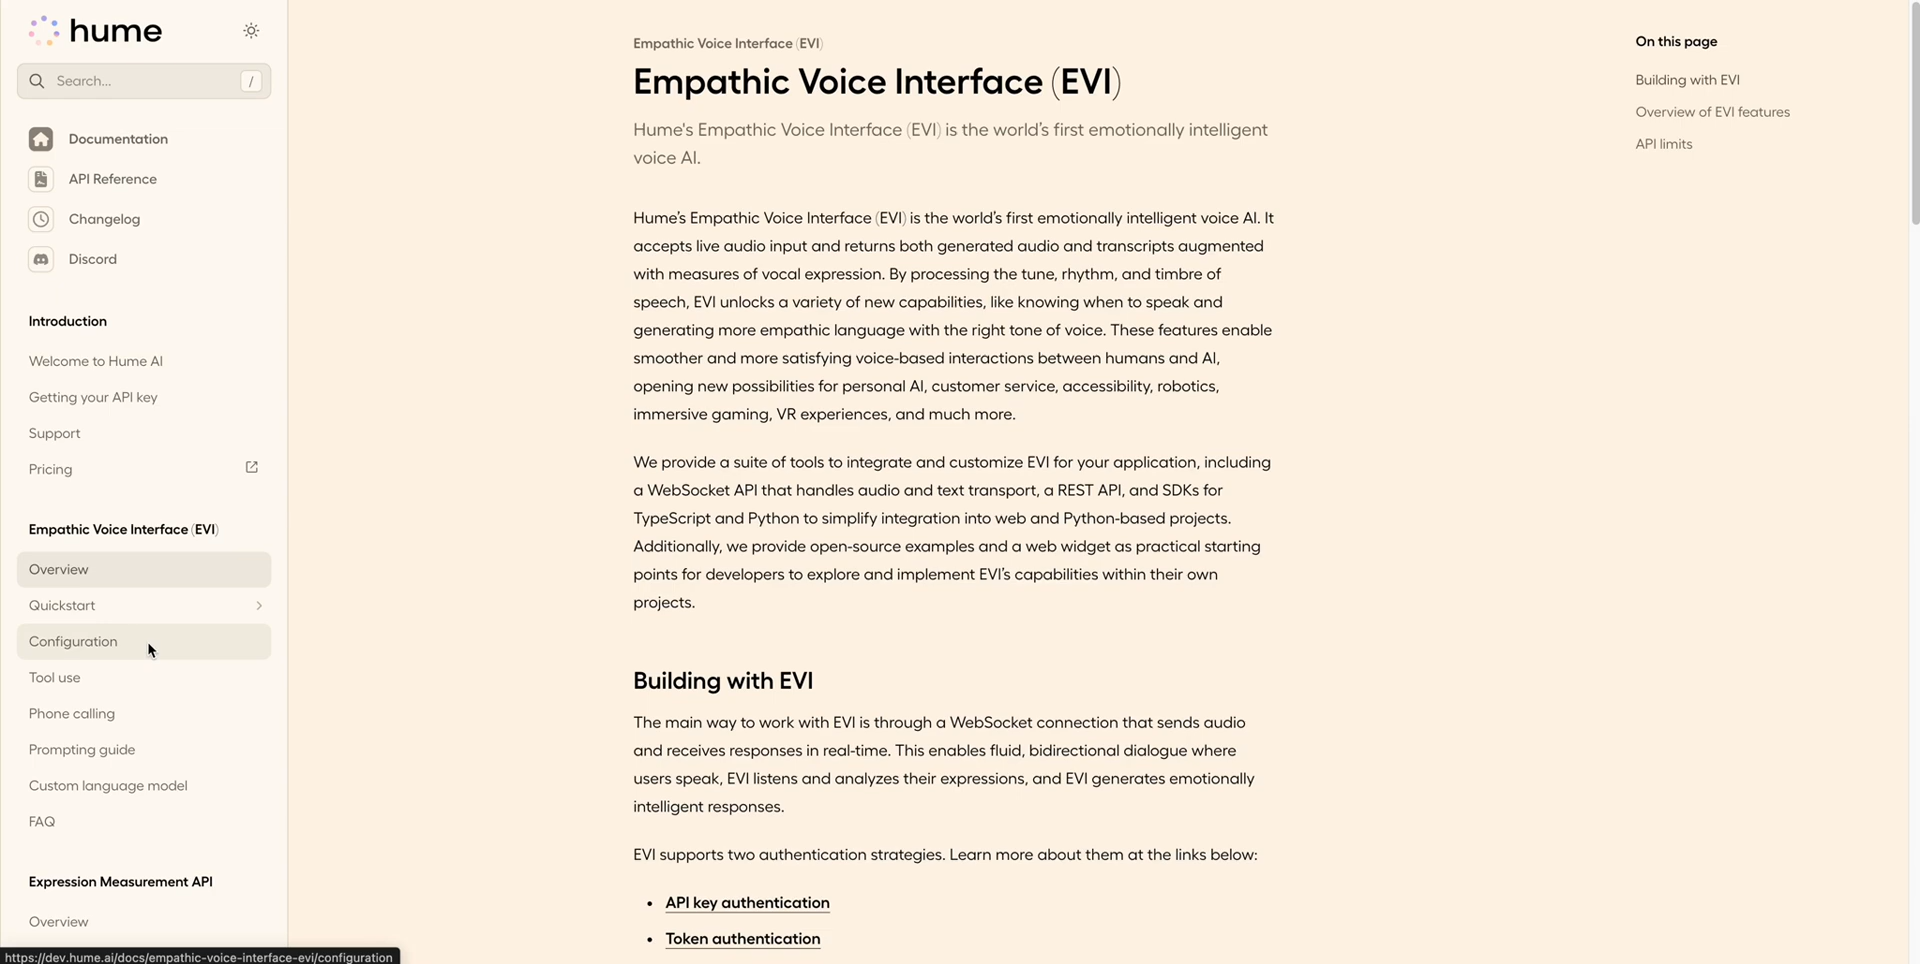 hume
Search...
/
Documentation
API Reference
Changelog
Discord
Introduction
Welcome to Hume AI
Getting your API key
Support
Pricing
Empathic Voice Interface (EVI)
Overview
Quickstart
Configuration
Tool use
Phone calling
Prompting guide
Custom language model
FAQ
Expression Measurement API
Overview
https://dev.hume.ai/docs/empathic-voice-interface-evi/configuration
Empathic Voice Interface (EVI)
Empathic Voice Interface (EVI)
Hume's Empathic Voice Interface (EVI) is the world's first emotionally intelligent
voice AI.
Hume's Empathic Voice Interface (EVI) is the world's first emotionally intelligent voice AI. It
accepts live audio input and returns both generated audio and transcripts augmented
with measures of vocal expression. By processing the tune, rhythm, and timbre of
speech, EVI unlocks a variety of new capabilities, like knowing when to speak and
generating more empathic language with the right tone of voice. These features enable
smoother and more satisfying voice-based interactions between humans and AI,
opening new possibilities for personal AI, customer service, accessibility, robotics,
immersive gaming, VR experiences, and much more.
We provide a suite of tools to integrate and customize EVI for your application, including
a WebSocket API that handles audio and text transport, a REST API, and SDKs for
TypeScript and Python to simplify integration into web and Python-based projects.
Additionally, we provide open-source examples and a web widget as practical starting
points for developers to explore and implement EVI's capabilities within their own
projects.
Building with EVI
The main way to work with EVI is through a WebSocket connection that sends audio
and receives responses in real-time. This enables fluid, bidirectional dialogue where
users speak, EVI listens and analyzes their expressions, and EVI generates emotionally
intelligent responses.
EVI supports two authentication strategies. Learn more about them at the links below:
• API key authentication
• Token authentication
On this page
Building with EVI
Overview of EVI features
API limits